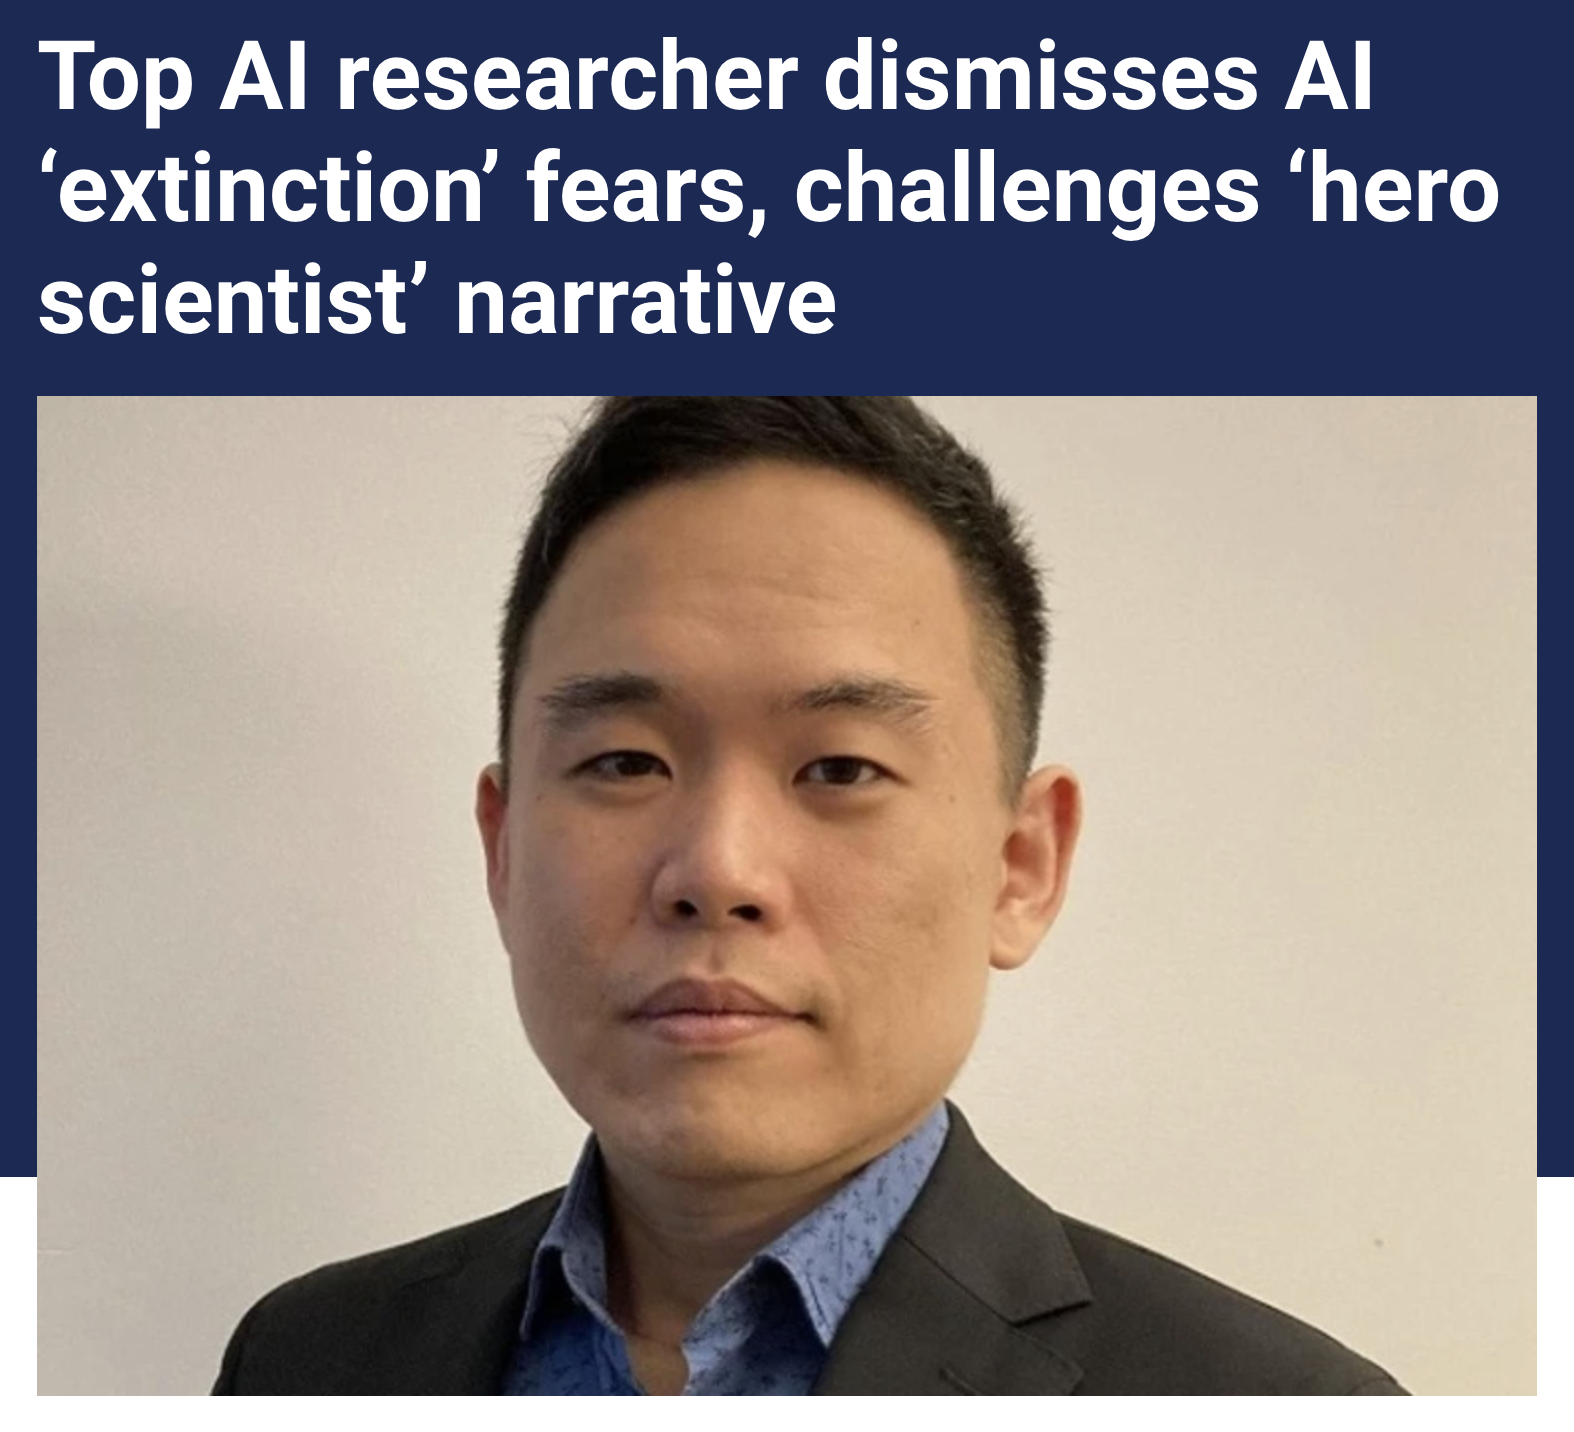 Top AI researcher dismisses AI
‘extinction’ fears, challenges ‘hero
scientist’ narrative